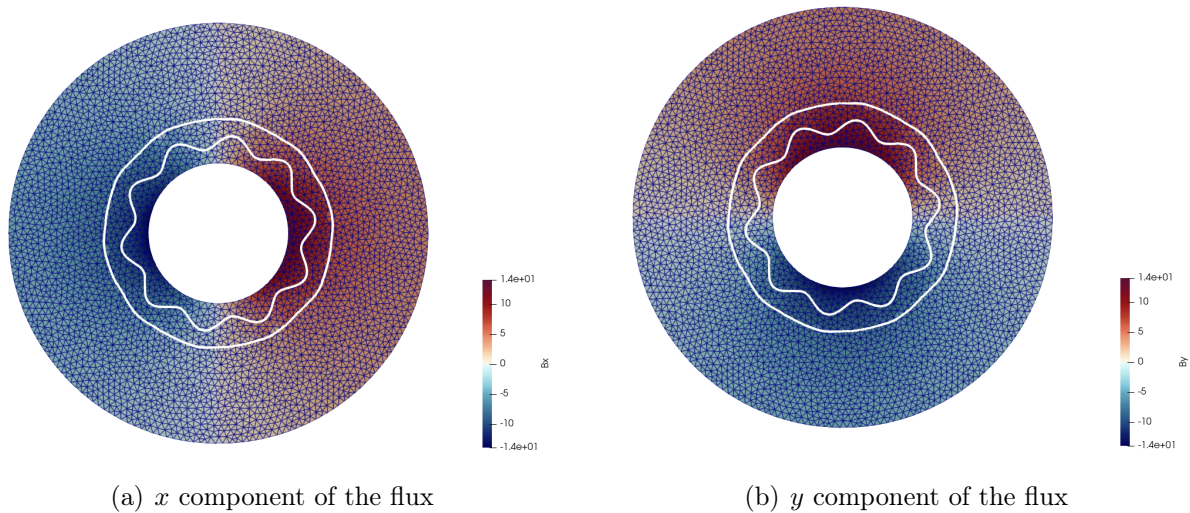 1.4e+01
10
5
0
-5
-10
-1.4e+01
Bx
(a) x component of the flux
1.4e+01
10
5
0
-5
-10
-1.4e+01
By
(b) y component of the flux